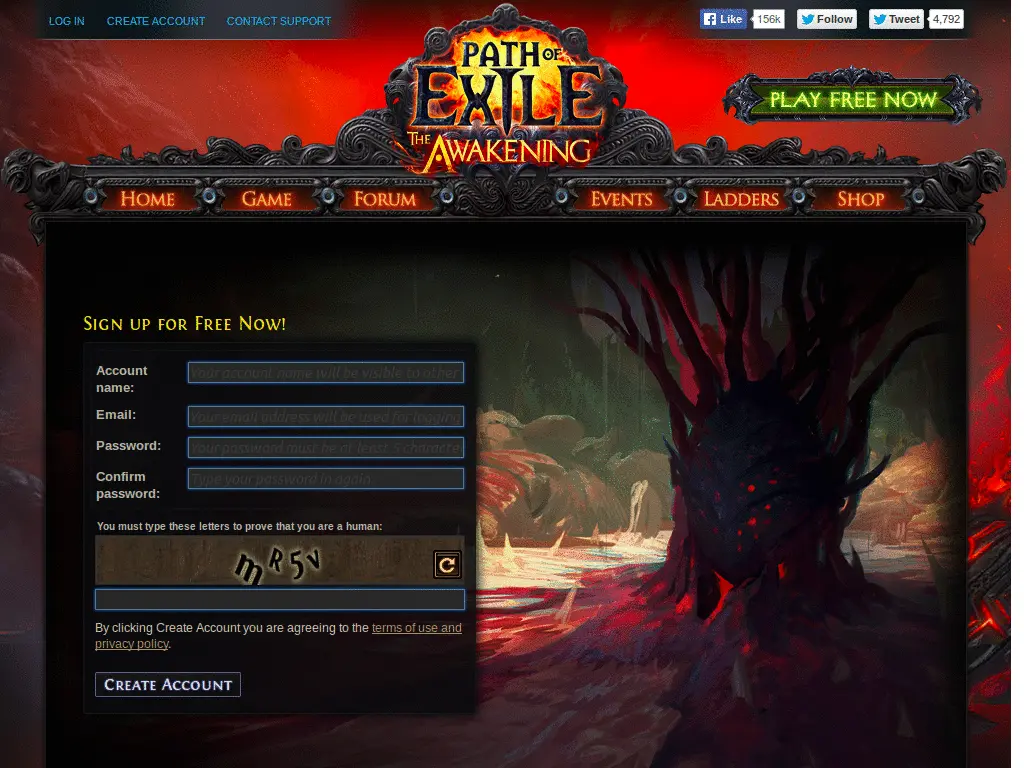 LOG IN CREATE ACCOUNT CONTACT SUPPORT
Like 156k Follow Tweet 4,792
PATH OF
EXILE
THE AWAKENING
PLAY FREE NOW
HOME GAME FORUM EVENTS LADDERS SHOP
SIGN UP FOR FREE NOW!
Account name: Your account name will be visible to other
Email: Your email address will be used for logging
Password: Your password must be at least 5 characte
Confirm password: Type your password in again
You must type these letters to prove that you are a human:
mR5v
By clicking Create Account you are agreeing to the terms of use and
privacy policy.
CREATE ACCOUNT